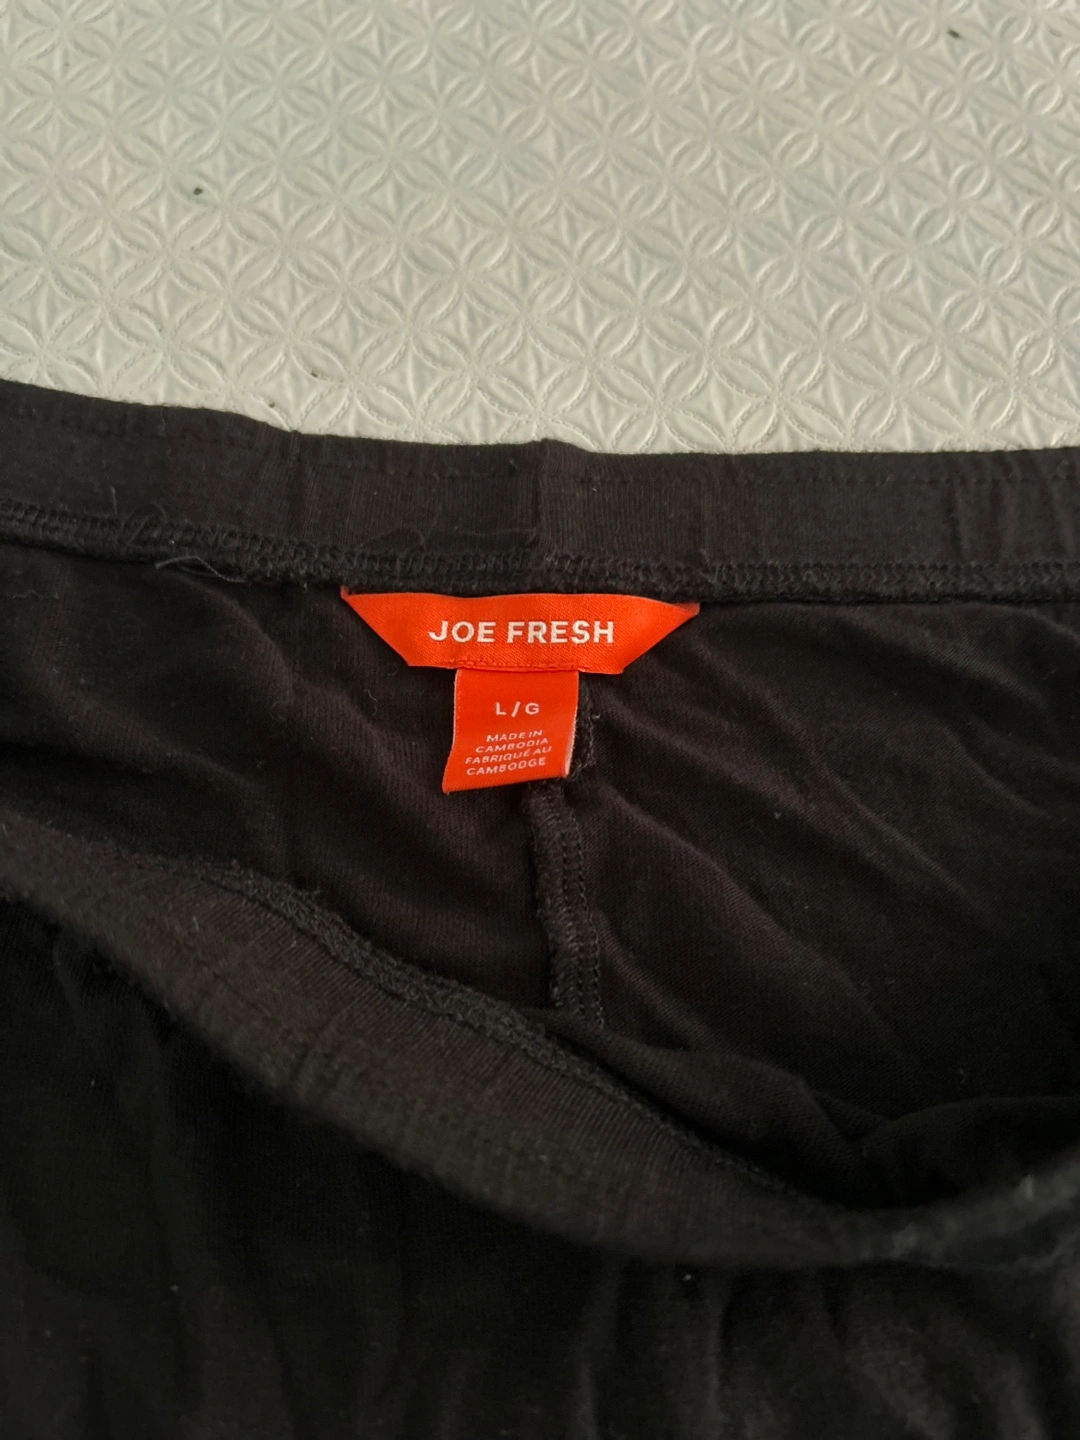 JOE FRESH
L/G
MADE IN
CAMBODIA
FABRIQUÉ AU
CAMBODGE